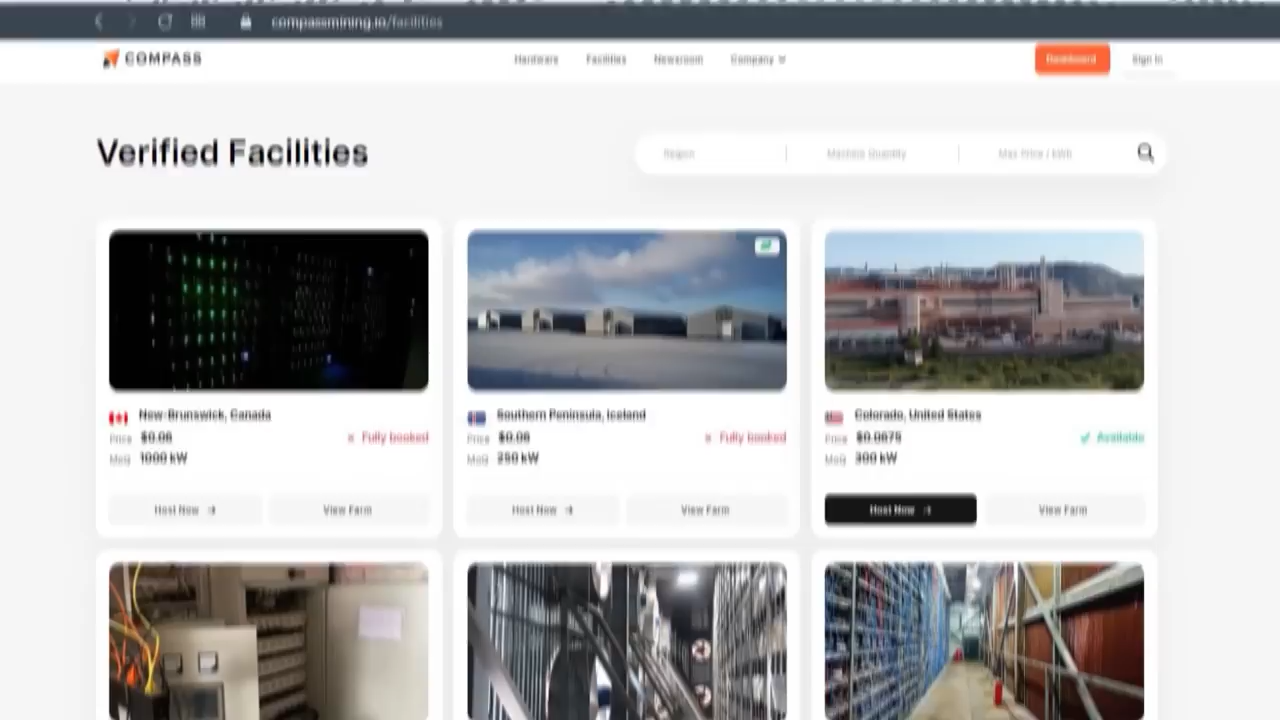 compassmining.io/facilities
COMPASS
Hardware Facilities Newsroom Company
Dashboard Sign In
Verified Facilities
Region Machine Quantity Max Price / kWh
New-Brunswick, Canada
Price $0.06 Fully booked
MoQ 1000 kW
Host Now View Farm
Southern Peninsula, Iceland
Price $0.06 Fully booked
MoQ 250 kW
Host Now View Farm
Colorado, United States
Price $0.0675 Available
MoQ 300 kW
Host Now View Farm